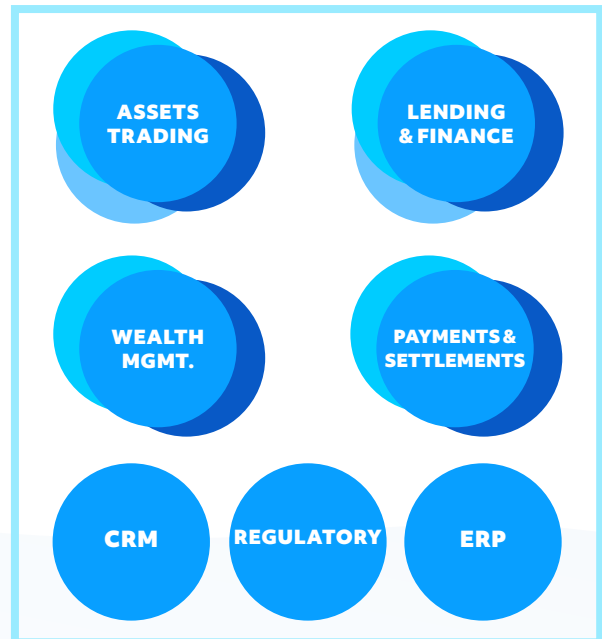 ASSETS
TRADING
LENDING
& FINANCE
WEALTH
MGMT.
PAYMENTS &
SETTLEMENTS
CRM
REGULATORY
ERP